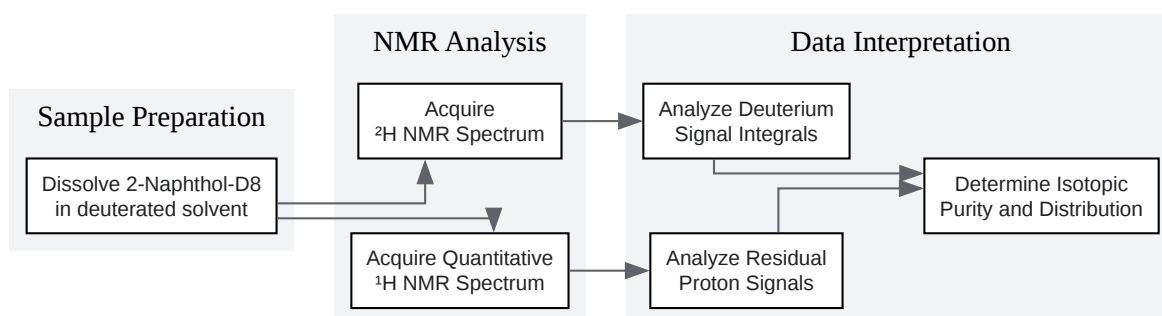 Sample Preparation
Dissolve 2-Naphthol-D8
in deuterated solvent
NMR Analysis
Acquire
²H NMR Spectrum
Acquire Quantitative
¹H NMR Spectrum
Data Interpretation
Analyze Deuterium
Signal Integrals
Analyze Residual
Proton Signals
Determine Isotopic
Purity and Distribution